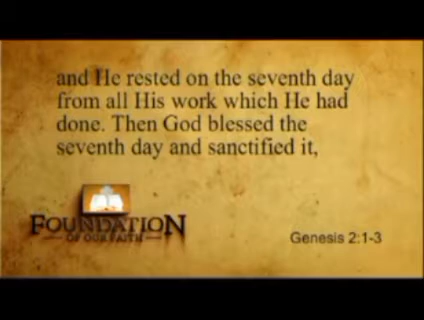 and He rested on the seventh day
from all His work which He had
done. Then God blessed the
seventh day and sanctified it,
FOUNDATION
OF OUR FAITH
Genesis 2:1-3